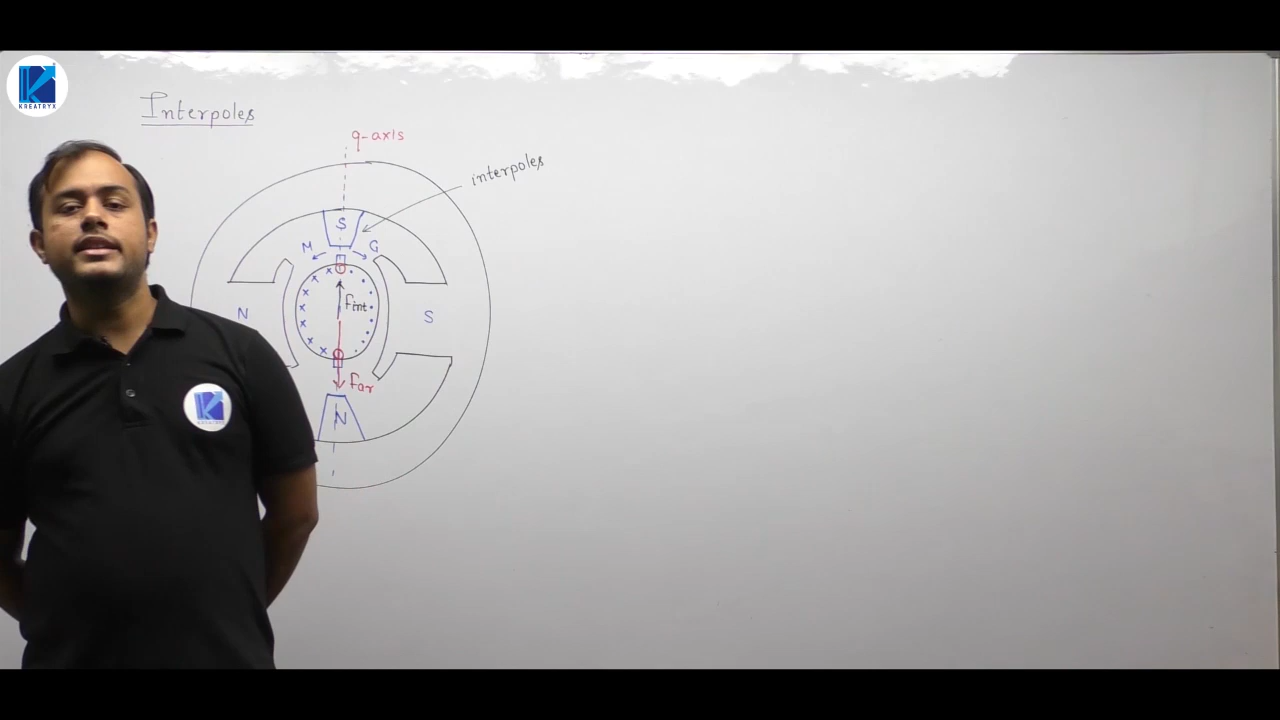 KREATRYX
Interpoles
q-axis
interpoles
S
M
G
Fint
N
S
Far
N